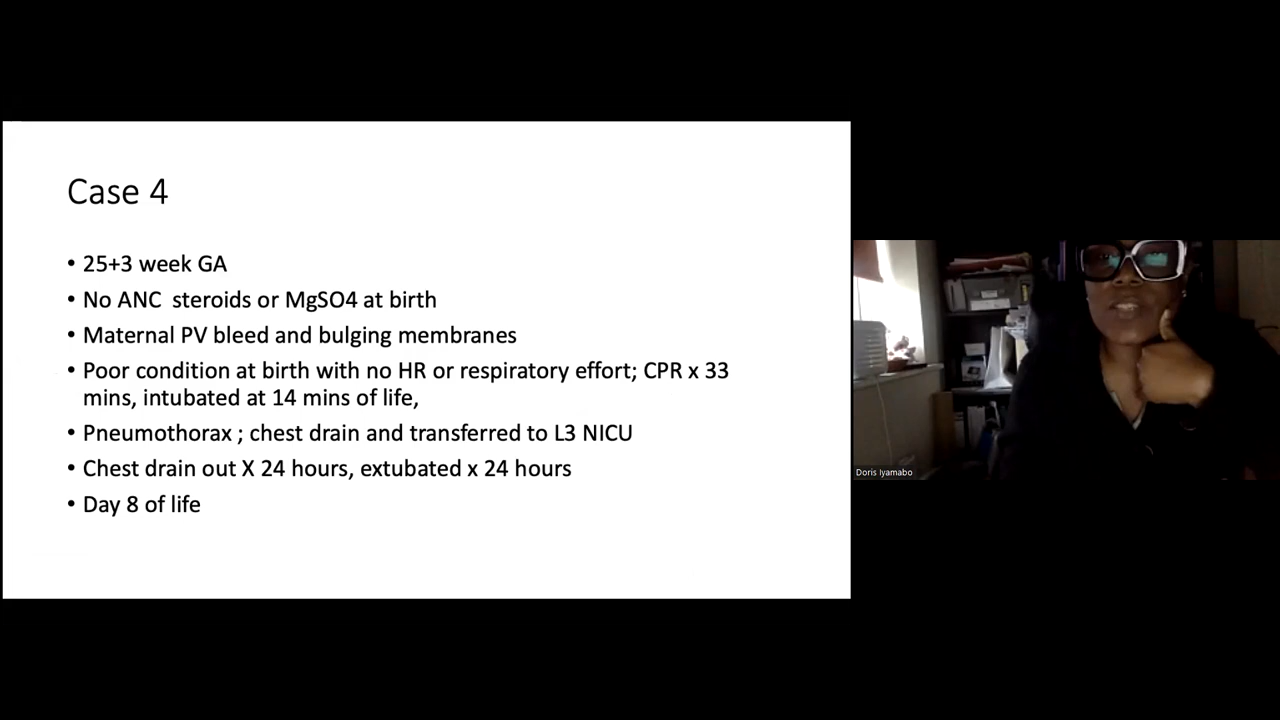 Case 4
• 25+3 week GA
• No ANC  steroids or MgSO4 at birth
• Maternal PV bleed and bulging membranes
• Poor condition at birth with no HR or respiratory effort; CPR x 33
mins, intubated at 14 mins of life,
• Pneumothorax ; chest drain and transferred to L3 NICU
• Chest drain out X 24 hours, extubated x 24 hours
• Day 8 of life
Doris Iyamabo